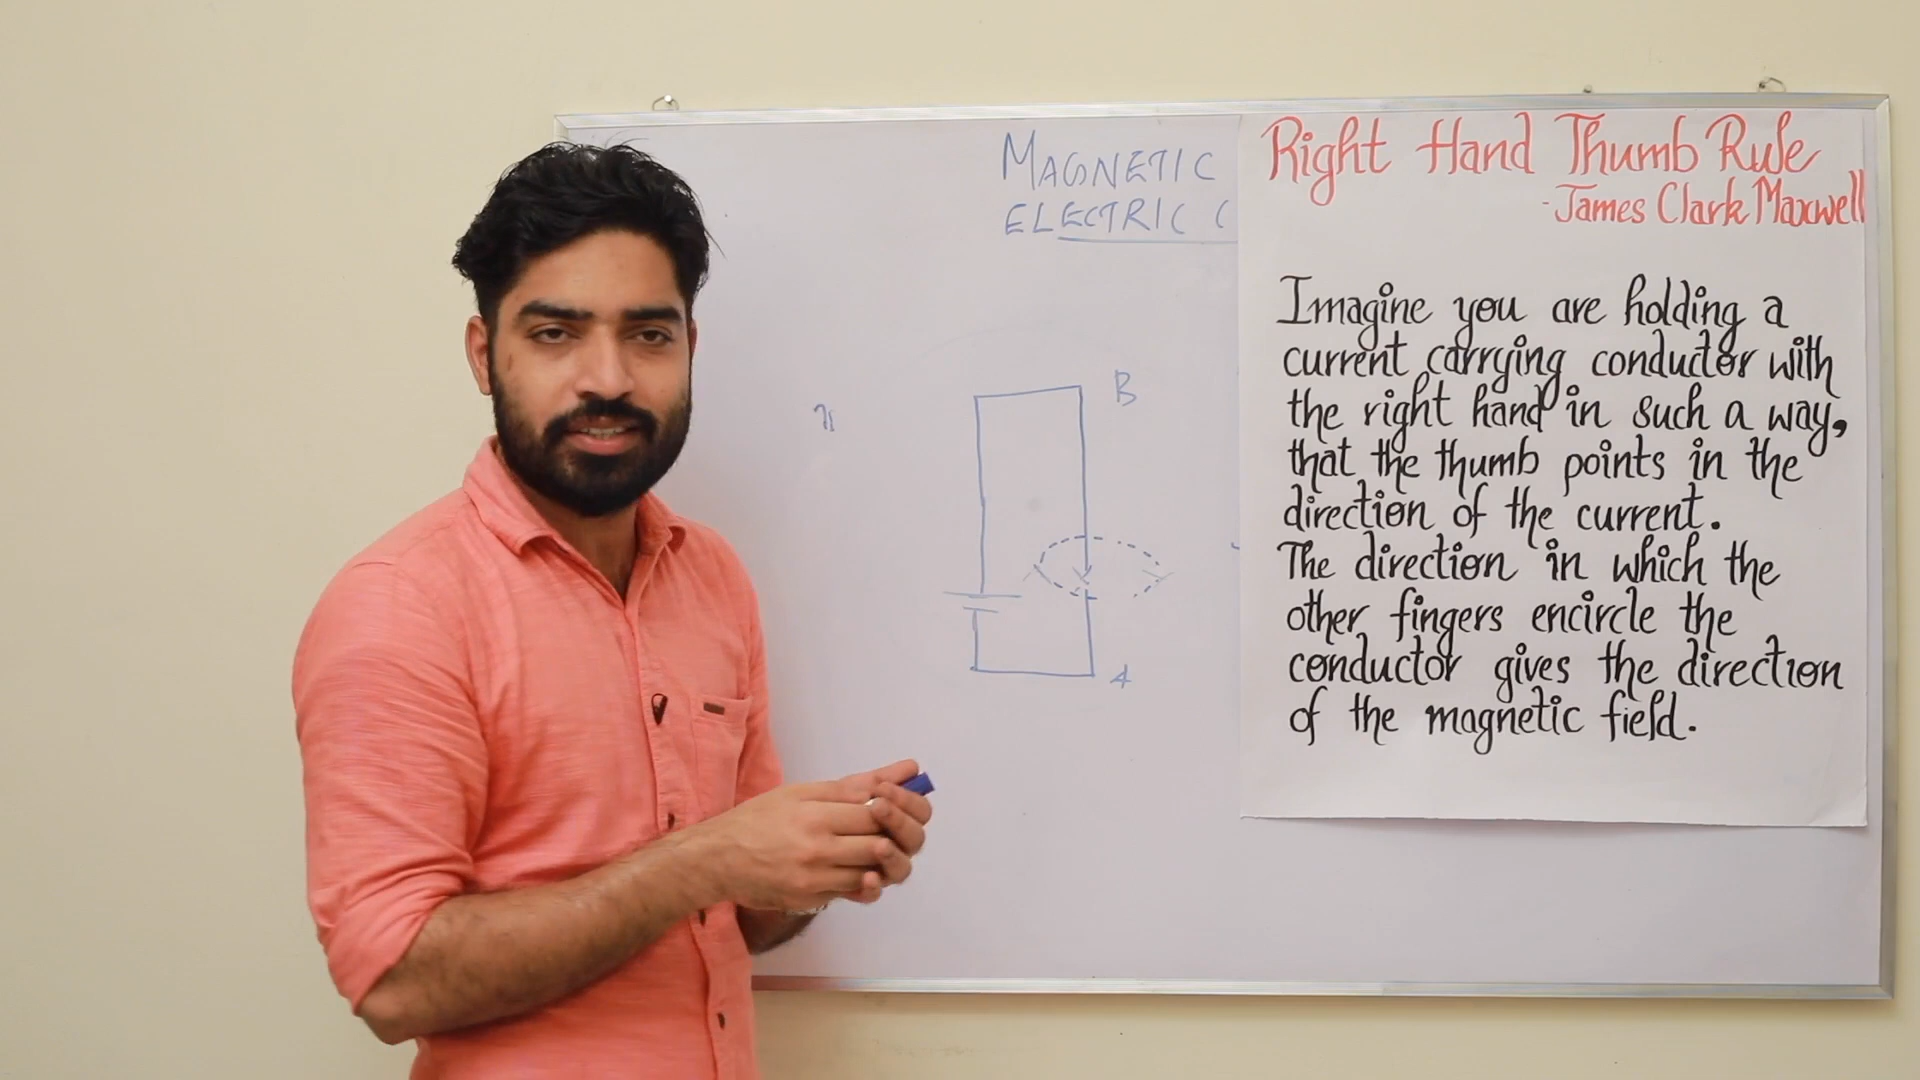 MAGNETIC
ELECTRIC C
B
A
Right Hand Thumb Rule
-James Clark Maxwell
Imagine you are holding a
current carrying conductor with
the right hand in such a way,
that the thumb points in the
direction of the current.
The direction in which the
other fingers encircle the
conductor gives the direction
of the magnetic field.